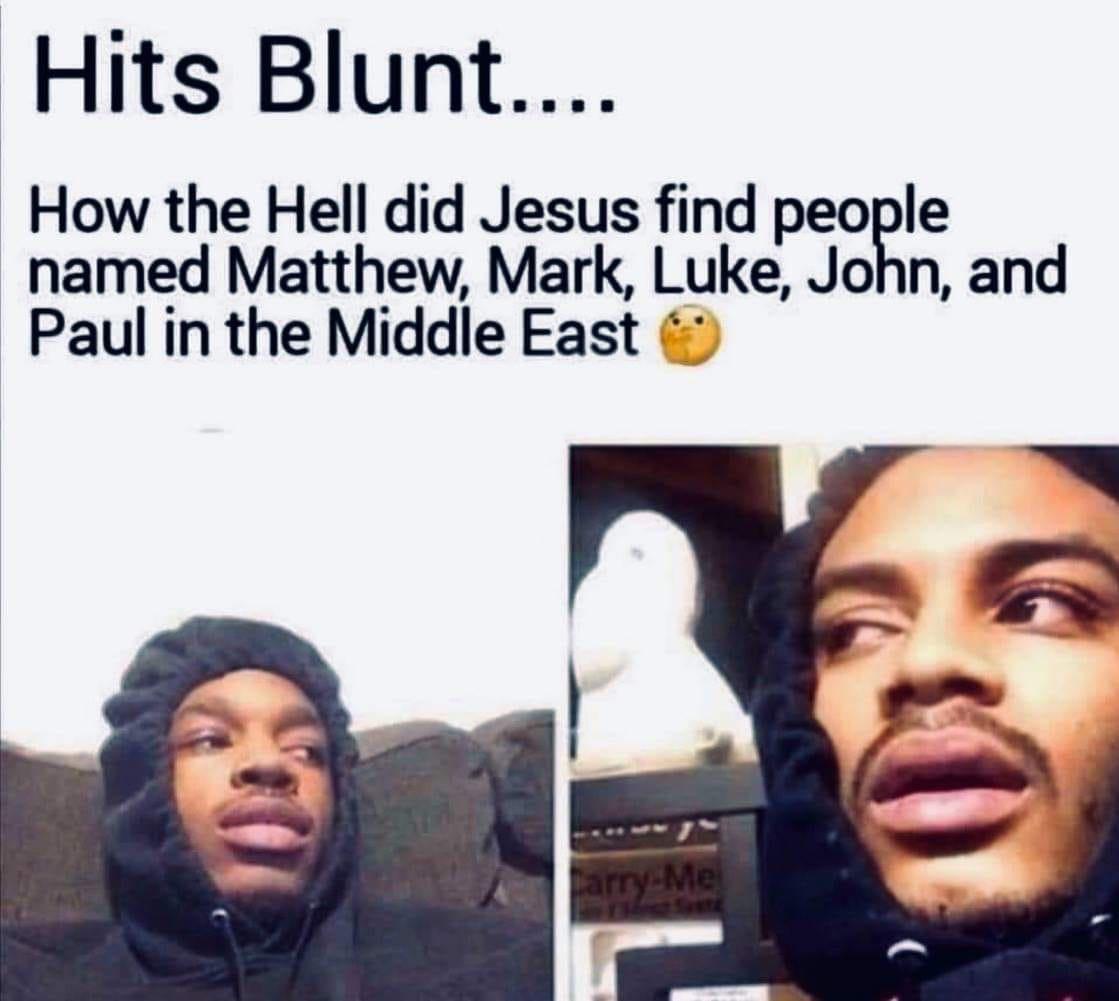 Hits Blunt....
How the Hell did Jesus find people
named Matthew, Mark, Luke, John, and
Paul in the Middle East 🤔
Carry-Me